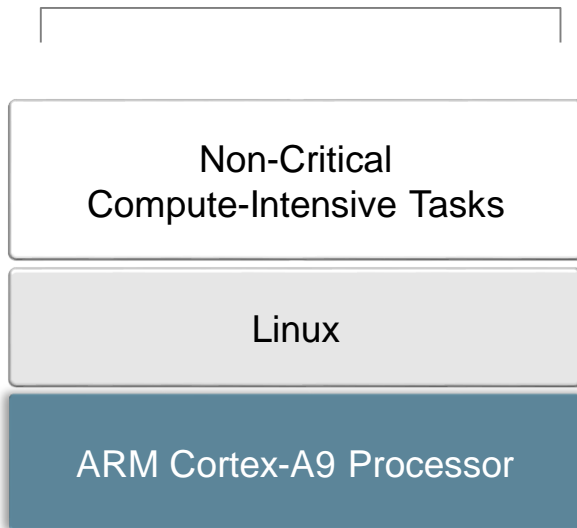 Non-Critical
Compute-Intensive Tasks
Linux
ARM Cortex-A9 Processor